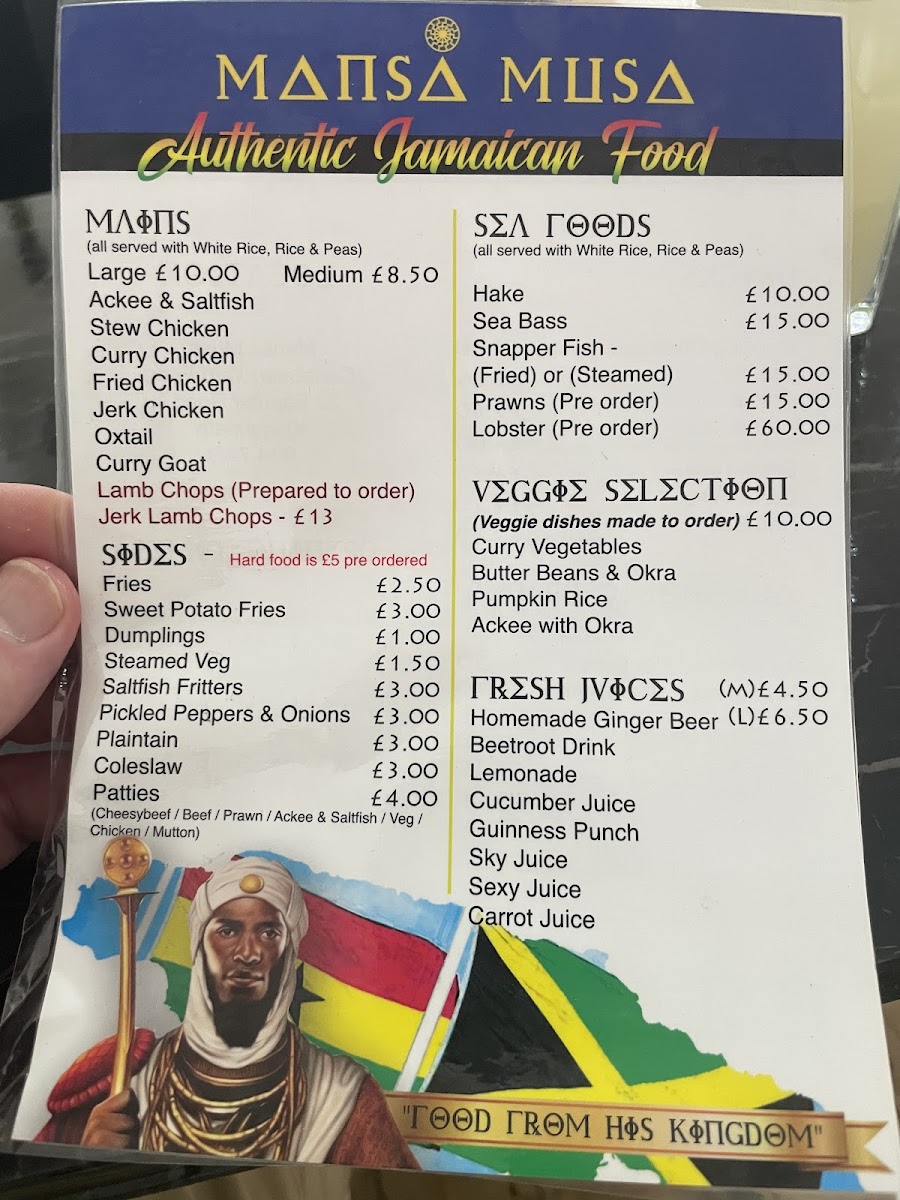 MANSA MUSA
Authentic Jamaican Food
MAINS
(all served with White Rice, Rice & Peas)
Large £10.00 Medium £8.50
Ackee & Saltfish
Stew Chicken
Curry Chicken
Fried Chicken
Jerk Chicken
Oxtail
Curry Goat
Lamb Chops (Prepared to order)
Jerk Lamb Chops - £13
SIDES - Hard food is £5 pre ordered
Fries £2.50
Sweet Potato Fries £3.00
Dumplings £1.00
Steamed Veg £1.50
Saltfish Fritters £3.00
Pickled Peppers & Onions £3.00
Plaintain £3.00
Coleslaw £3.00
Patties £4.00
(Cheesybeef / Beef / Prawn / Ackee & Saltfish / Veg /
Chicken / Mutton)
SEA FOODS
(all served with White Rice, Rice & Peas)
Hake £10.00
Sea Bass £15.00
Snapper Fish -
(Fried) or (Steamed) £15.00
Prawns (Pre order) £15.00
Lobster (Pre order) £60.00
VEGGIE SELECTION
(Veggie dishes made to order) £10.00
Curry Vegetables
Butter Beans & Okra
Pumpkin Rice
Ackee with Okra
FRESH JUICES (M)£4.50
Homemade Ginger Beer (L)£6.50
Beetroot Drink
Lemonade
Cucumber Juice
Guinness Punch
Sky Juice
Sexy Juice
Carrot Juice
"FOOD FROM HIS KINGDOM"